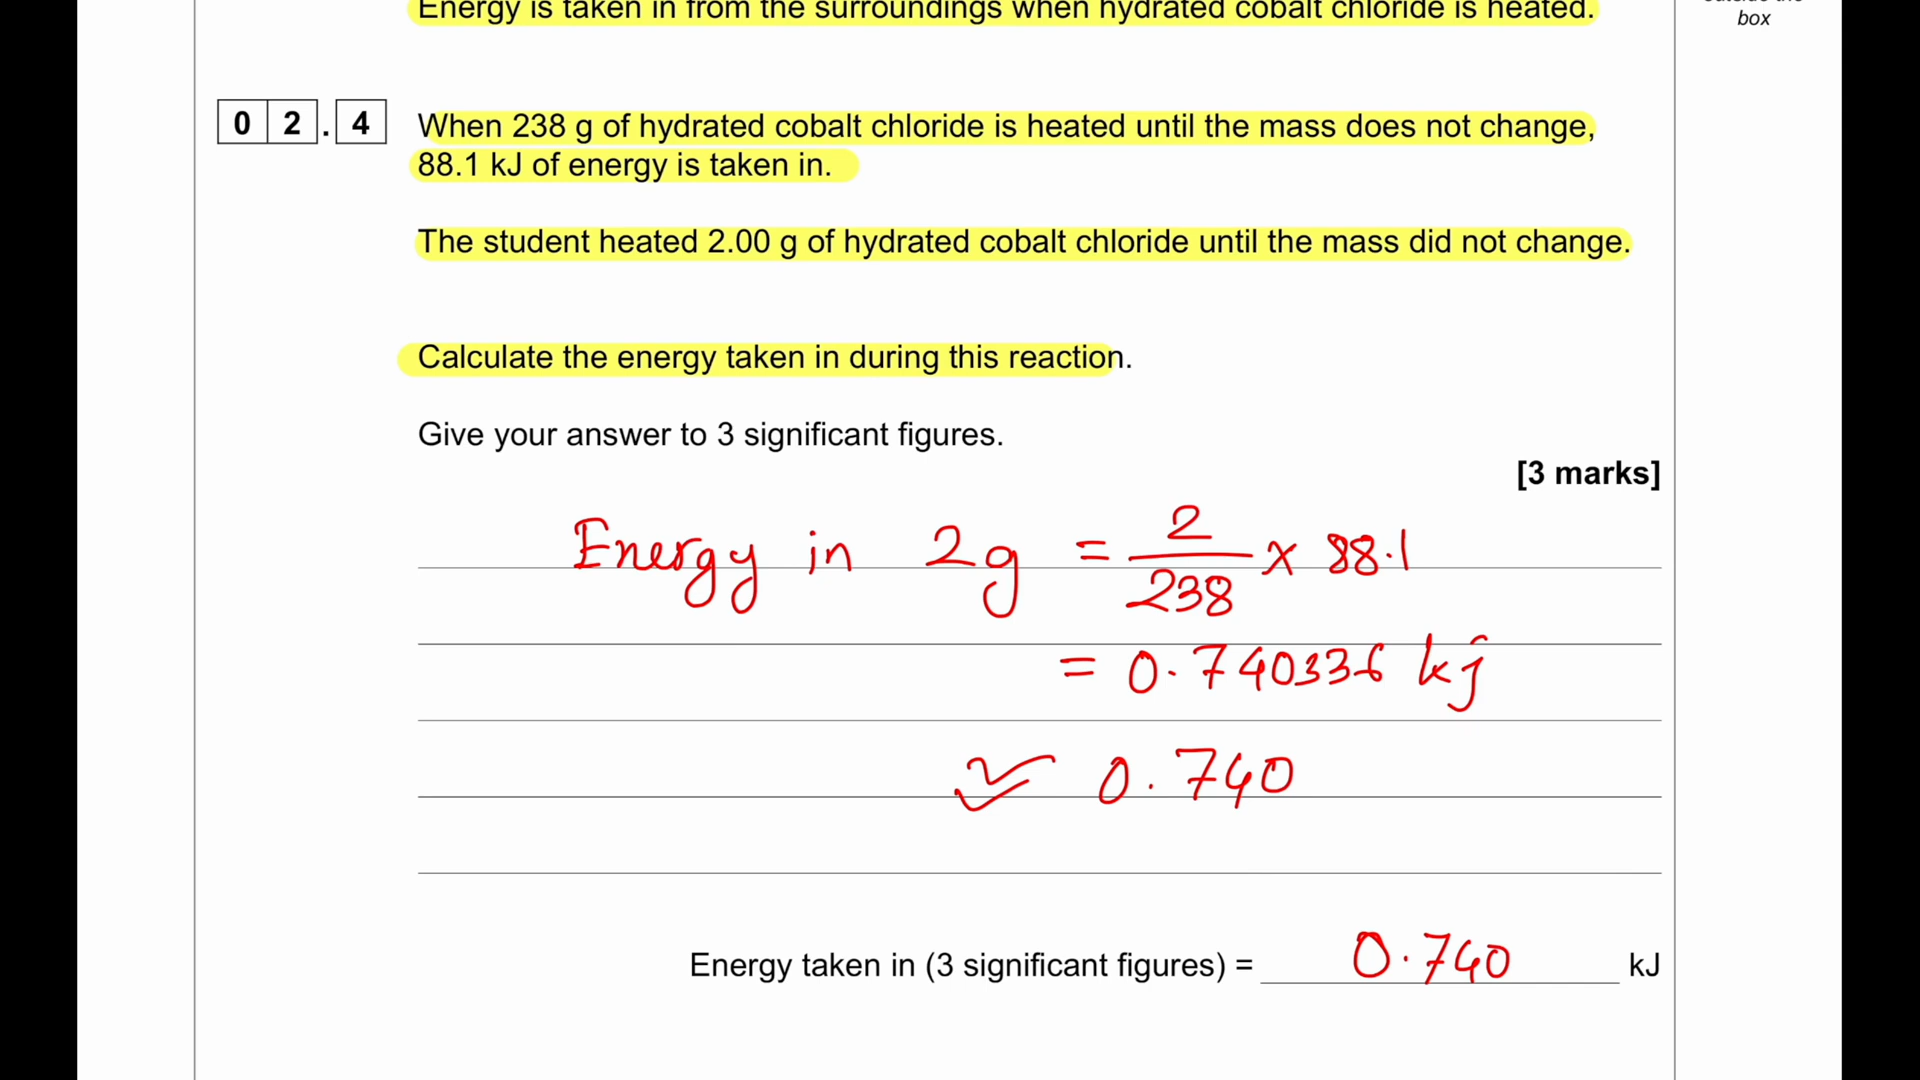 Energy is taken in from the surroundings when hydrated cobalt chloride is heated.
box
0 2 . 4 When 238 g of hydrated cobalt chloride is heated until the mass does not change,
88.1 kJ of energy is taken in.
The student heated 2.00 g of hydrated cobalt chloride until the mass did not change.
Calculate the energy taken in during this reaction.
Give your answer to 3 significant figures.
[3 marks]
Energy in 2g = 2/238 x 88.1
= 0.740336 kj
0.740
Energy taken in (3 significant figures) = 0.740 kJ